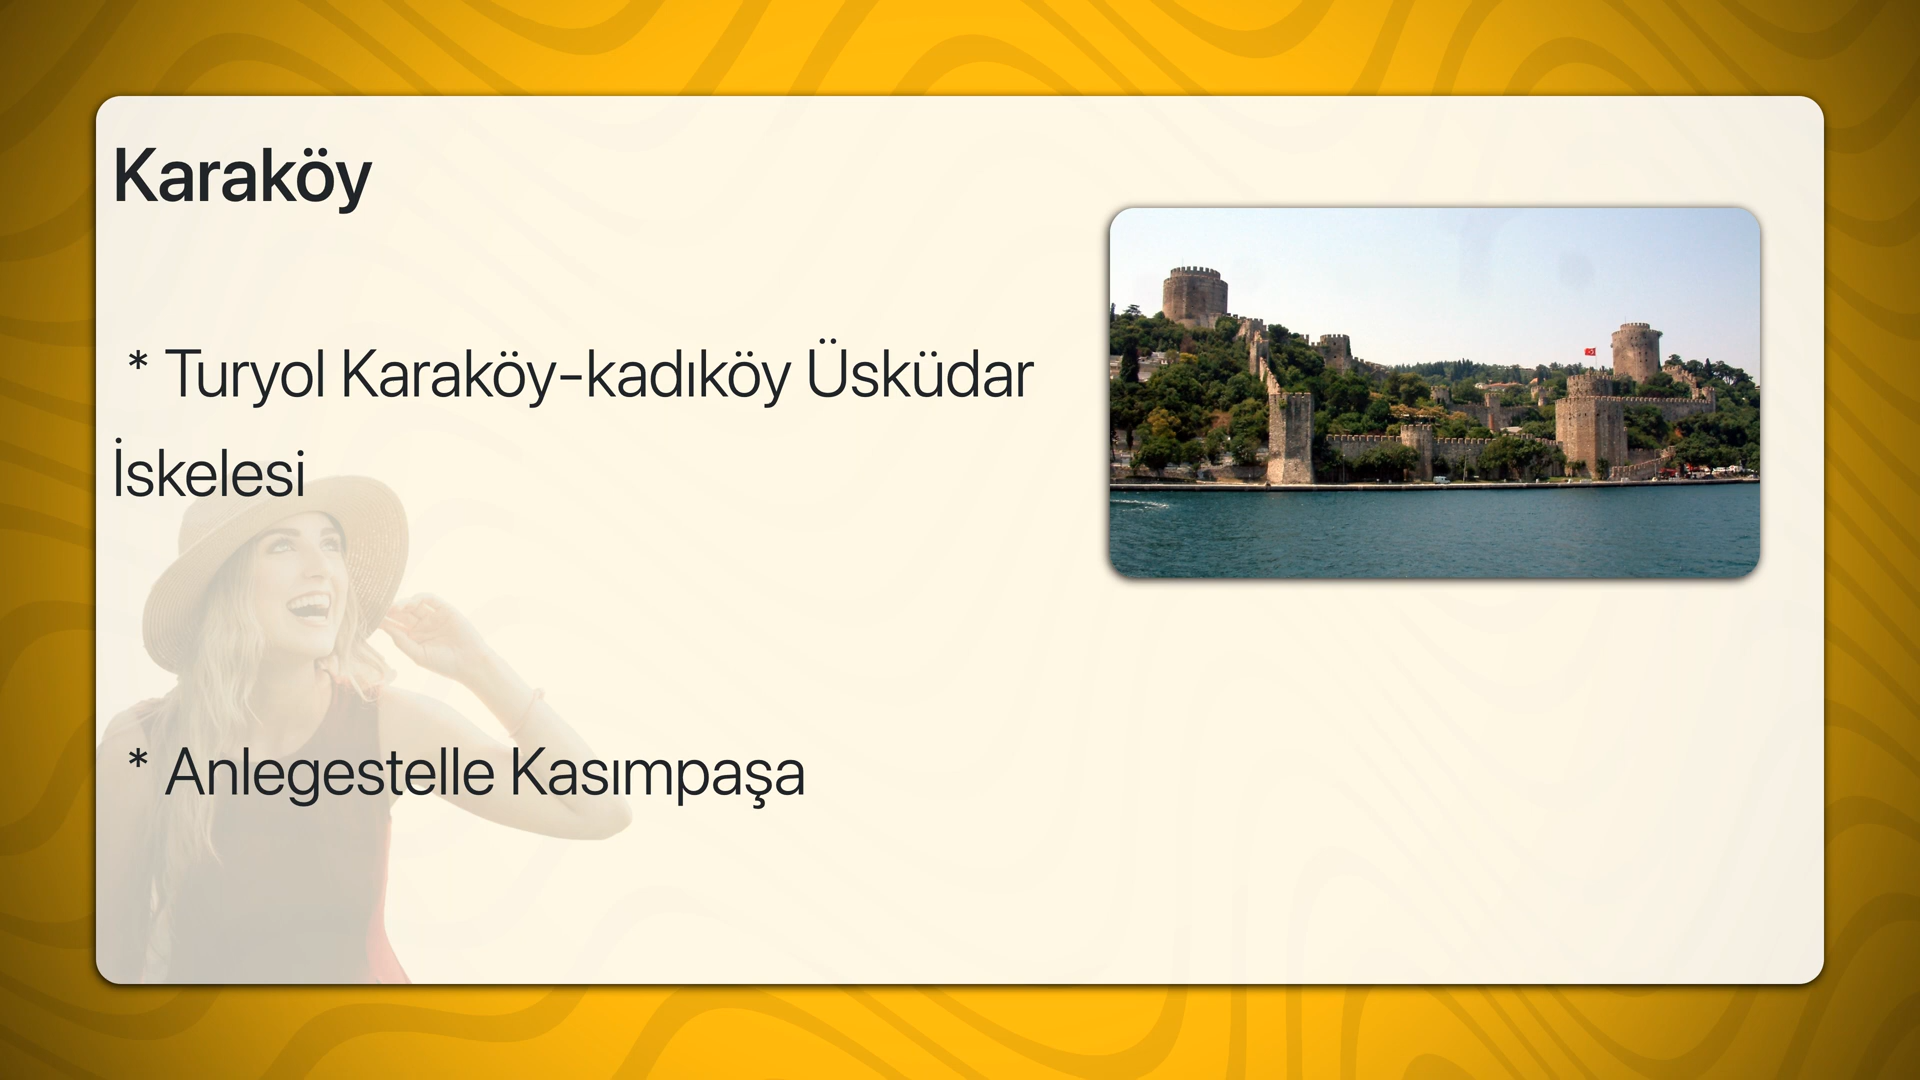 Karaköy
* Turyol Karaköy-kadıköy Üsküdar
İskelesi
* Anlegestelle Kasımpaşa